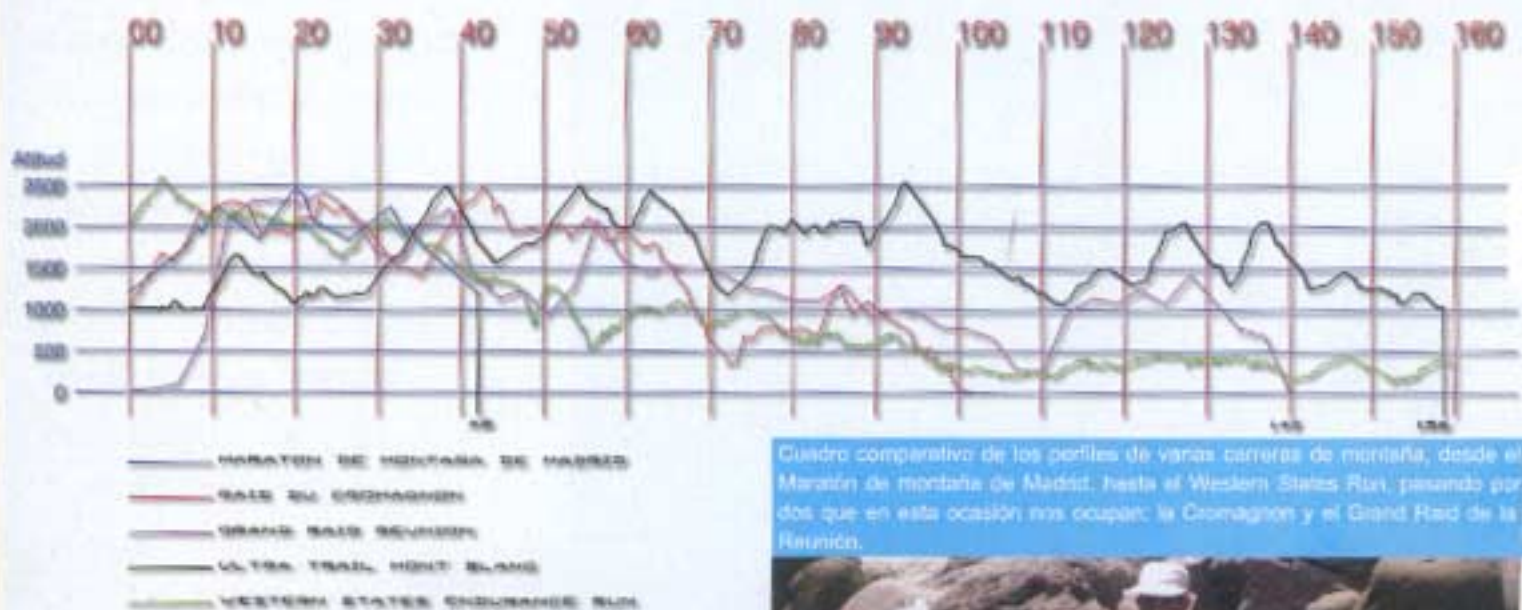 00 10 20 30 40 50 60 70 80 90 100 110 120 130 140 150 160
Altitud
2500
2000
1500
1000
500
0
140
MARATON DE MONTAÑA DE MADRID
RAID DU CROMAGNON
GRAND RAID REUNION
ULTRA TRAIL MONT BLANC
WESTERN STATES ENDURANCE RUN
Cuadro comparativo de los perfiles de varias carreras de montaña, desde el
Maratón de montaña de Madrid, hasta el Western States Run, pasando por
dos que en esta ocasión nos ocupan: la Cromagnon y el Grand Raid de la
Reunión.